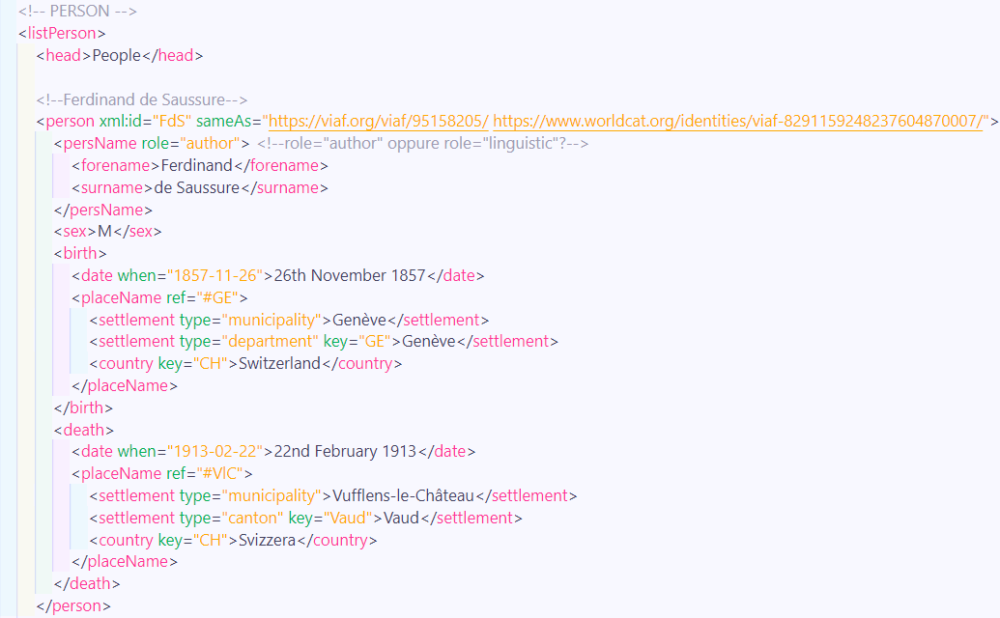 <!-- PERSON -->
<listPerson>
<head>People</head>
<!--Ferdinand de Saussure-->
<person xml:id="FdS" sameAs="https://viaf.org/viaf/95158205/ https://www.worldcat.org/identities/viaf-8291159248237604870007/">
<persName role="author"> <!--role="author" oppure role="linguistic"?-->
<forename>Ferdinand</forename>
<surname>de Saussure</surname>
</persName>
<sex>M</sex>
<birth>
<date when="1857-11-26">26th November 1857</date>
<placeName ref="#GE">
<settlement type="municipality">Genève</settlement>
<settlement type="department" key="GE">Genève</settlement>
<country key="CH">Switzerland</country>
</placeName>
</birth>
<death>
<date when="1913-02-22">22nd February 1913</date>
<placeName ref="#VlC">
<settlement type="municipality">Vufflens-le-Château</settlement>
<settlement type="canton" key="Vaud">Vaud</settlement>
<country key="CH">Svizzera</country>
</placeName>
</death>
</person>